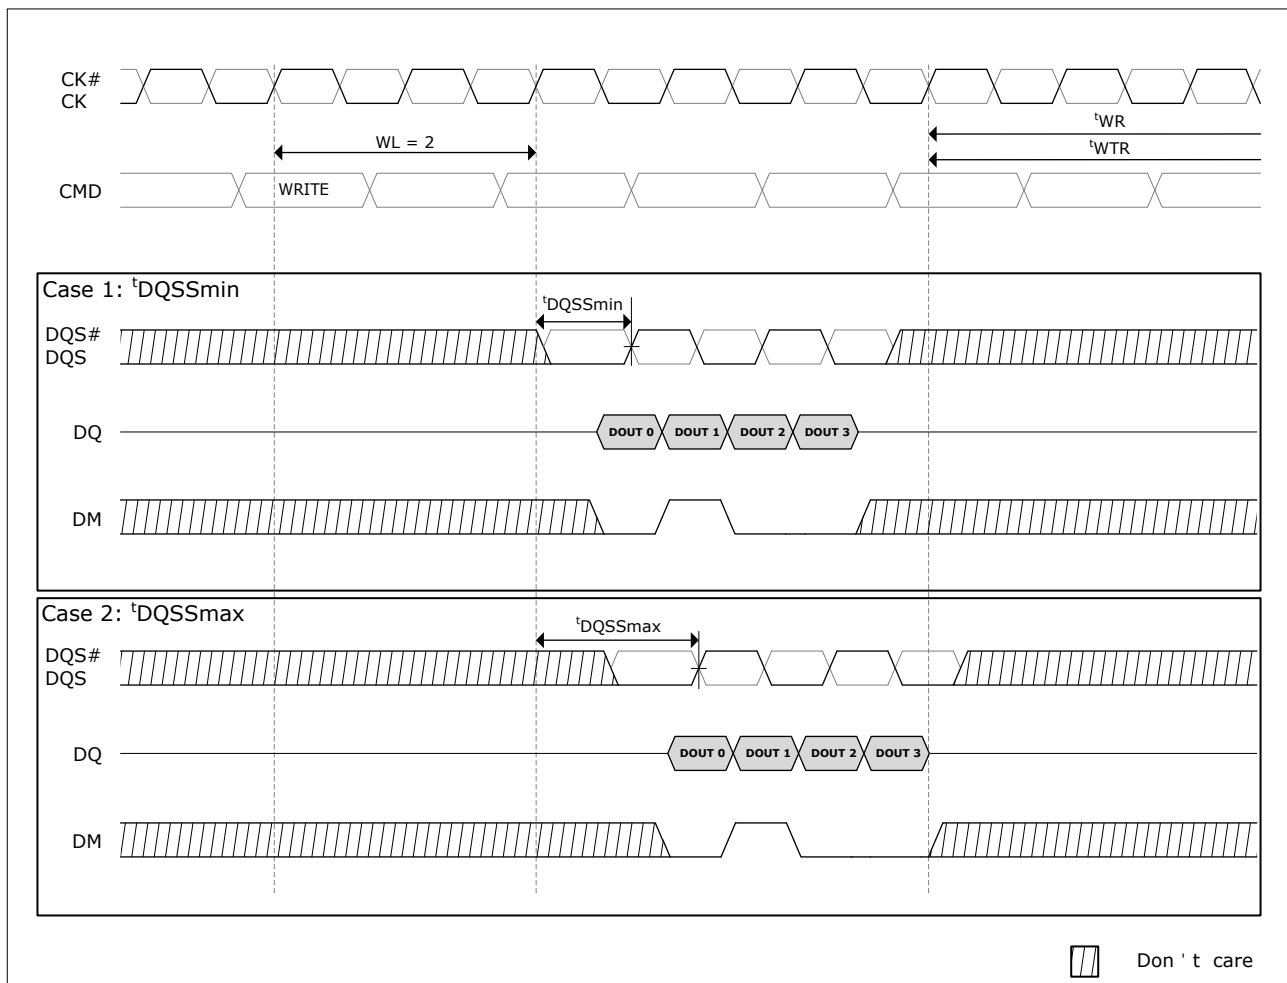 CK#
CK
tWR
WL = 2
tWTR
CMD
WRITE
Case 1: tDQSSmin
tDQSSmin
DQS#
DQS
DQ
DOUT 0 DOUT 1 DOUT 2 DOUT 3
DM
Case 2: tDQSSmax
tDQSSmax
DQS#
DQS
DQ
DOUT 0 DOUT 1 DOUT 2 DOUT 3
DM
Don ' t care